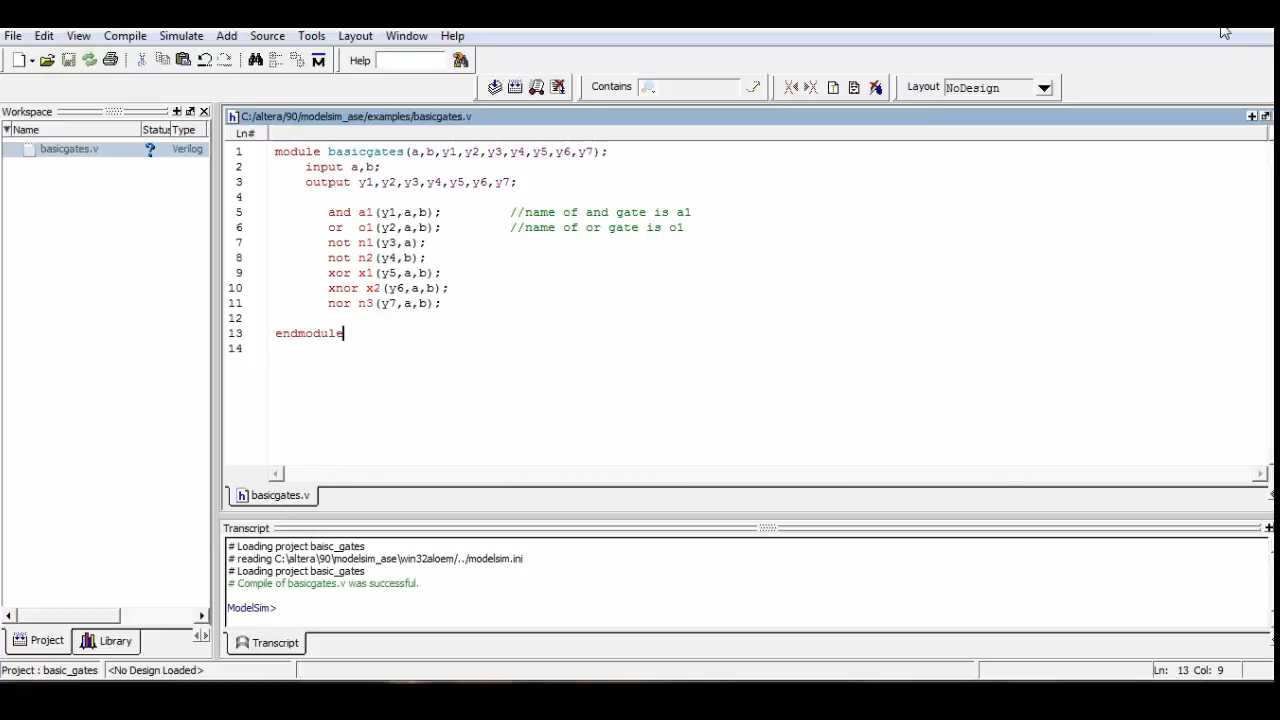 File Edit View Compile Simulate Add Source Tools Layout Window Help
Help
Contains
Layout NoDesign
Workspace
Name Status Type
basicgates.v ? Verilog
C:/altera/90/modelsim_ase/examples/basicgates.v
Ln#
1 module basicgates(a,b,y1,y2,y3,y4,y5,y6,y7);
2 input a,b;
3 output y1,y2,y3,y4,y5,y6,y7;
4
5 and a1(y1,a,b); //name of and gate is a1
6 or o1(y2,a,b); //name of or gate is o1
7 not n1(y3,a);
8 not n2(y4,b);
9 xor x1(y5,a,b);
10 xnor x2(y6,a,b);
11 nor n3(y7,a,b);
12
13 endmodule
14
basicgates.v
Transcript
# Loading project baisc_gates
# reading C:\altera\90\modelsim_ase\win32aloem/../modelsim.ini
# Loading project basic_gates
# Compile of basicgates.v was successful.
ModelSim>
Project Library
Transcript
Project : basic_gates <No Design Loaded> Ln: 13 Col: 9